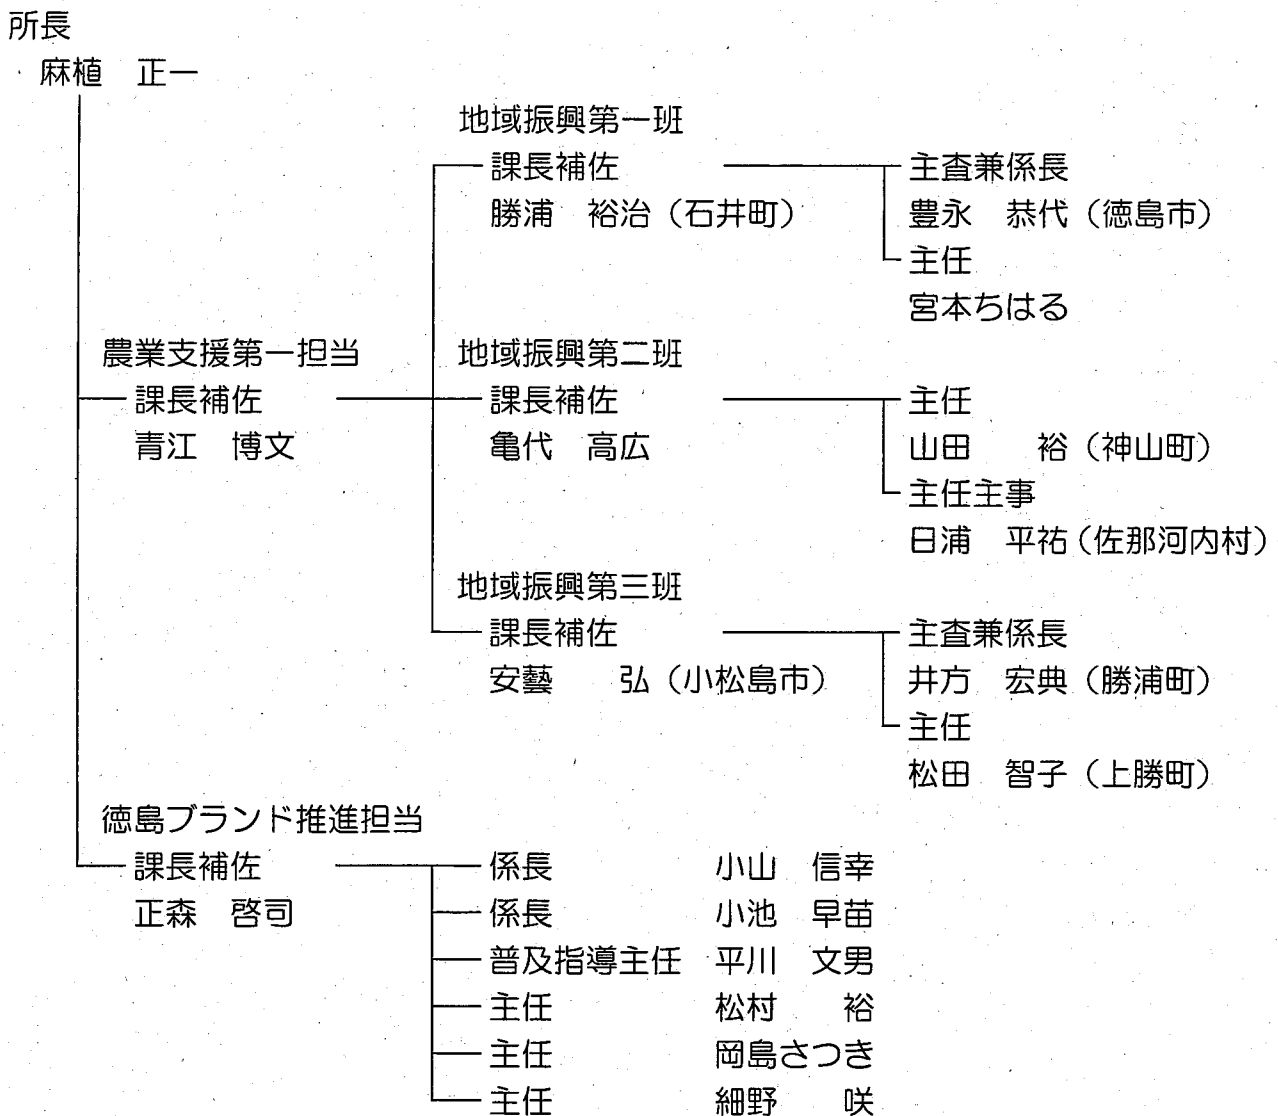 所長
麻植　正一
地域振興第一班
課長補佐　主査兼係長
勝浦　裕治（石井町）　豊永　恭代（徳島市）
主任
宮本ちはる
農業支援第一担当　地域振興第二班
課長補佐　課長補佐　主任
青江　博文　亀代　高広　山田　裕（神山町）
主任主事
日浦　平祐（佐那河内村）
地域振興第三班
課長補佐　主査兼係長
安藝　弘（小松島市）　井方　宏典（勝浦町）
主任
松田　智子（上勝町）
徳島ブランド推進担当
課長補佐　係長　小山　信幸
正森　啓司　係長　小池　早苗
普及指導主任　平川　文男
主任　松村　裕
主任　岡島さつき
主任　細野　咲